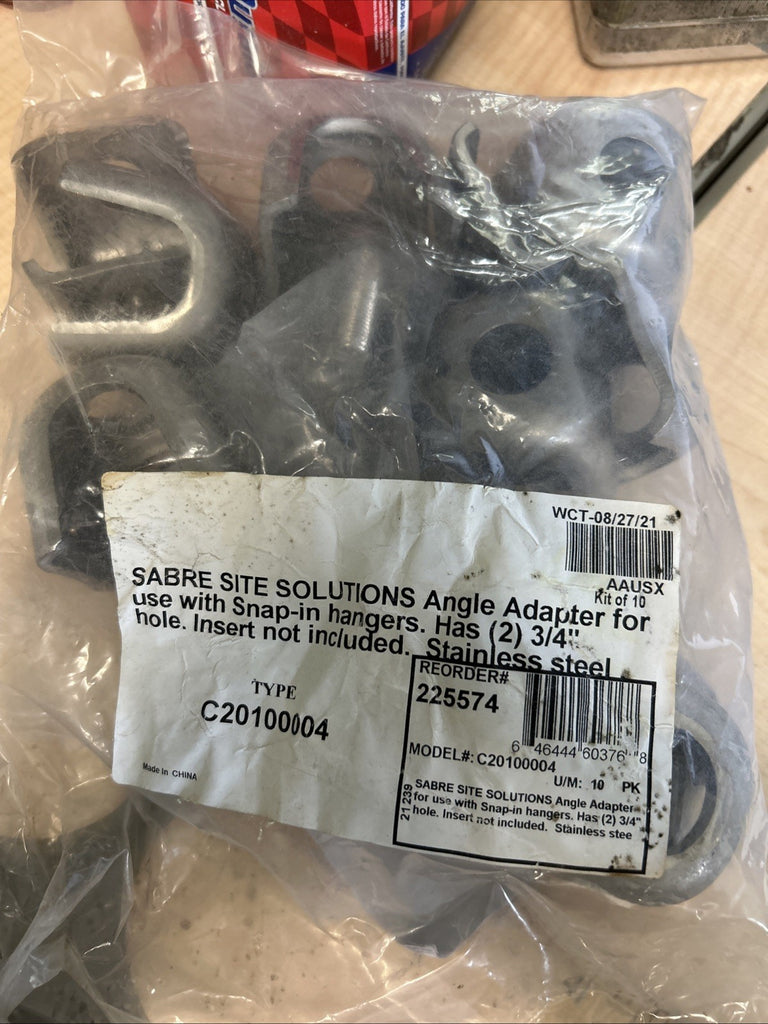 WCT-08/27/21
AAUSX
Kit of 10
SABRE SITE SOLUTIONS Angle Adapter for
use with Snap-in hangers. Has (2) 3/4"
hole. Insert not included. Stainless steel
TYPE
C20100004
Made in CHINA
REORDER#
225574
6 46444 60376 8
MODEL#: C20100004
U/M: 10 PK
21.239
SABRE SITE SOLUTIONS Angle Adapter
for use with Snap-in hangers. Has (2) 3/4"
hole. Insert not included. Stainless stee